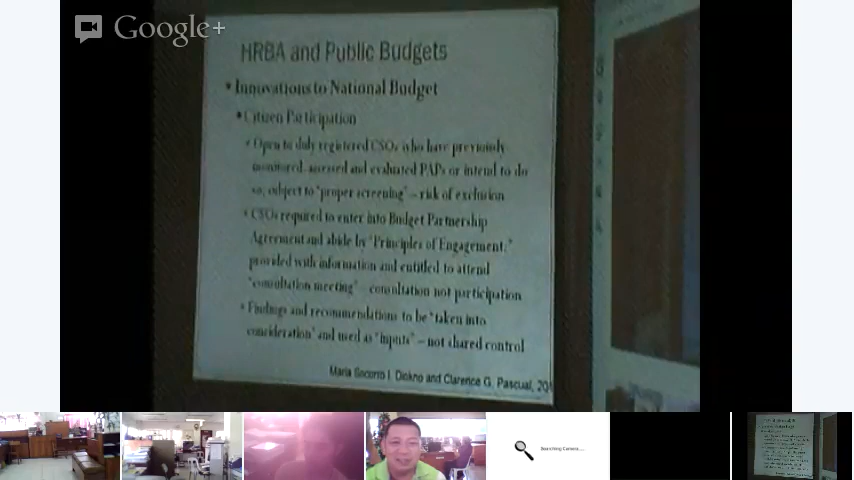 Google+
HRBA and Public Budgets
• Innovations to National Budget
• Citizen Participation
• Open to duly registered CSOs who have previously
monitored, assessed and evaluated PAPs or intend to do
so, subject to "proper screening" – risk of exclusion
• CSOs required to enter into Budget Partnership
Agreement and abide by "Principles of Engagement,"
provided with information and entitled to attend
"consultation meeting" – consultation not participation
• Findings and recommendations to be "taken into
consideration" and used as "inputs" – not shared control
Maria Socorro I. Diokno and Clarence G. Pascual, 20